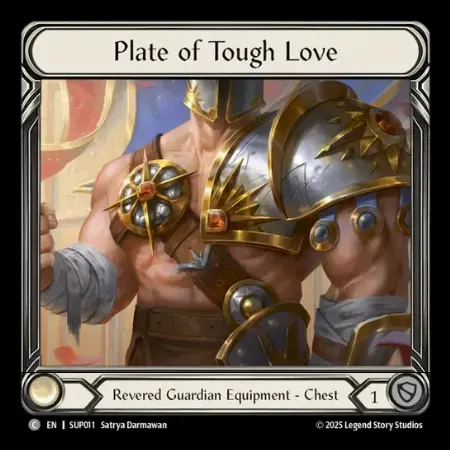 Plate of Tough Love
Revered Guardian Equipment - Chest
1
C EN | SUP011 Satrya Darmawan © 2025 Legend Story Studios